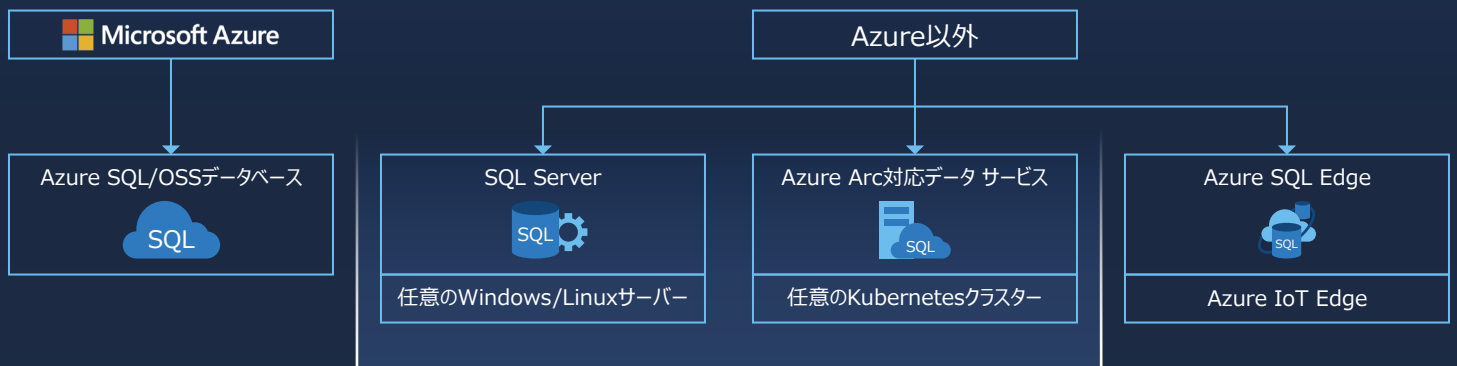 Microsoft Azure
Azure以外
Azure SQL/OSSデータベース
SQL
SQL Server
SQL
任意のWindows/Linuxサーバー
Azure Arc対応データ サービス
SQL
任意のKubernetesクラスター
Azure SQL Edge
SQL
Azure IoT Edge